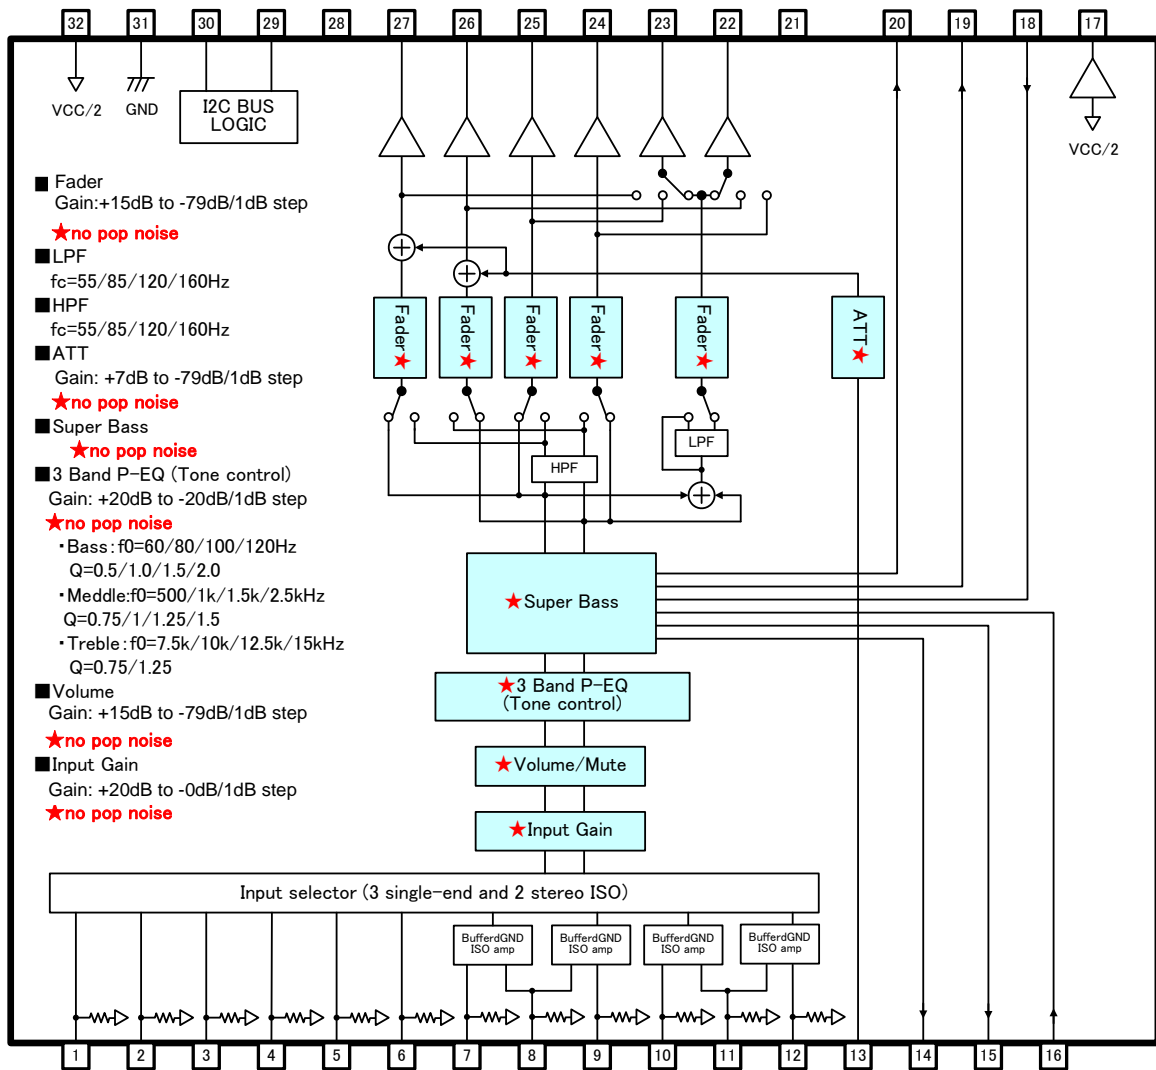 32 31 30 29 28 27 26 25 24 23 22 21 20 19 18 17
VCC/2
GND
I2C BUS
LOGIC
VCC/2
■ Fader
Gain:+15dB to -79dB/1dB step
★no pop noise
■LPF
fc=55/85/120/160Hz
■HPF
fc=55/85/120/160Hz
■ATT
Gain: +7dB to -79dB/1dB step
★no pop noise
■Super Bass
★no pop noise
■3 Band P-EQ (Tone control)
Gain: +20dB to -20dB/1dB step
★no pop noise
・Bass:f0=60/80/100/120Hz
Q=0.5/1.0/1.5/2.0
・Meddle:f0=500/1k/1.5k/2.5kHz
Q=0.75/1/1.25/1.5
・Treble:f0=7.5k/10k/12.5k/15kHz
Q=0.75/1.25
■Volume
Gain: +15dB to -79dB/1dB step
★no pop noise
■Input Gain
Gain: +20dB to -0dB/1dB step
★no pop noise
Fader★
Fader★
Fader★
Fader★
Fader★
ATT★
HPF
LPF
★Super Bass
★3 Band P-EQ
(Tone control)
★Volume/Mute
★Input Gain
Input selector (3 single-end and 2 stereo ISO)
BufferdGND
ISO amp
BufferdGND
ISO amp
BufferdGND
ISO amp
BufferdGND
ISO amp
1 2 3 4 5 6 7 8 9 10 11 12 13 14 15 16